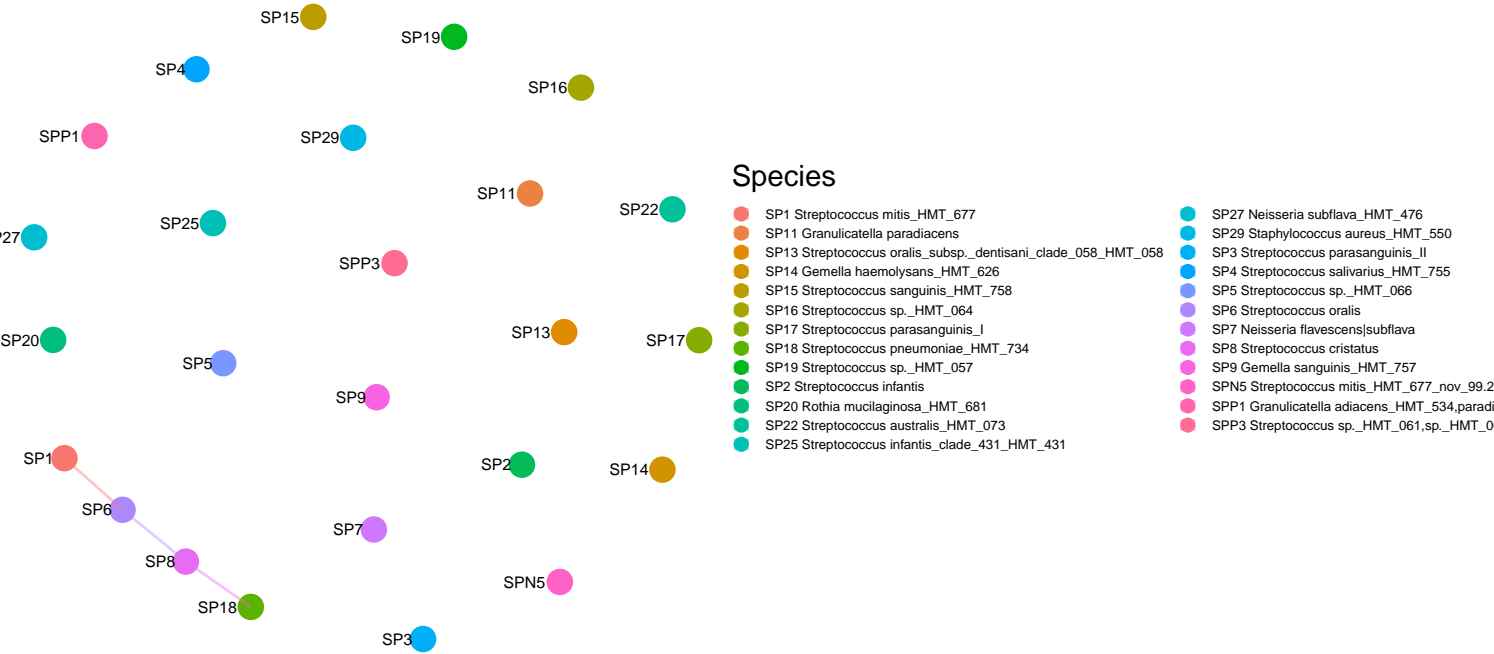 SP15
SP19
SP4
SP16
SPP1
SP29
SP11
SP22
SP25
P27
SPP3
SP13
SP17
SP20
SP5
SP9
SP1
SP2
SP14
SP6
SP7
SP8
SPN5
SP18
SP3
Species
SP1 Streptococcus mitis_HMT_677
SP11 Granulicatella paradiacens
SP13 Streptococcus oralis_subsp._dentisani_clade_058_HMT_058
SP14 Gemella haemolysans_HMT_626
SP15 Streptococcus sanguinis_HMT_758
SP16 Streptococcus sp._HMT_064
SP17 Streptococcus parasanguinis_I
SP18 Streptococcus pneumoniae_HMT_734
SP19 Streptococcus sp._HMT_057
SP2 Streptococcus infantis
SP20 Rothia mucilaginosa_HMT_681
SP22 Streptococcus australis_HMT_073
SP25 Streptococcus infantis_clade_431_HMT_431
SP27 Neisseria subflava_HMT_476
SP29 Staphylococcus aureus_HMT_550
SP3 Streptococcus parasanguinis_II
SP4 Streptococcus salivarius_HMT_755
SP5 Streptococcus sp._HMT_066
SP6 Streptococcus oralis
SP7 Neisseria flavescens|subflava
SP8 Streptococcus cristatus
SP9 Gemella sanguinis_HMT_757
SPN5 Streptococcus mitis_HMT_677_nov_99.2
SPP1 Granulicatella adiacens_HMT_534,paradi
SPP3 Streptococcus sp._HMT_061,sp._HMT_0